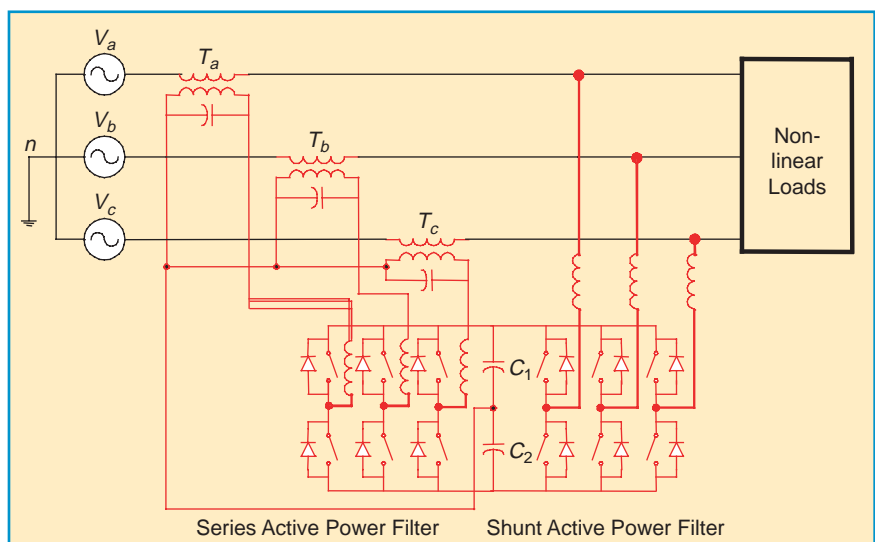 Va
Ta
Vb
n
Tb
Vc
Tc
Non-
linear
Loads
C1
C2
Series Active Power Filter
Shunt Active Power Filter